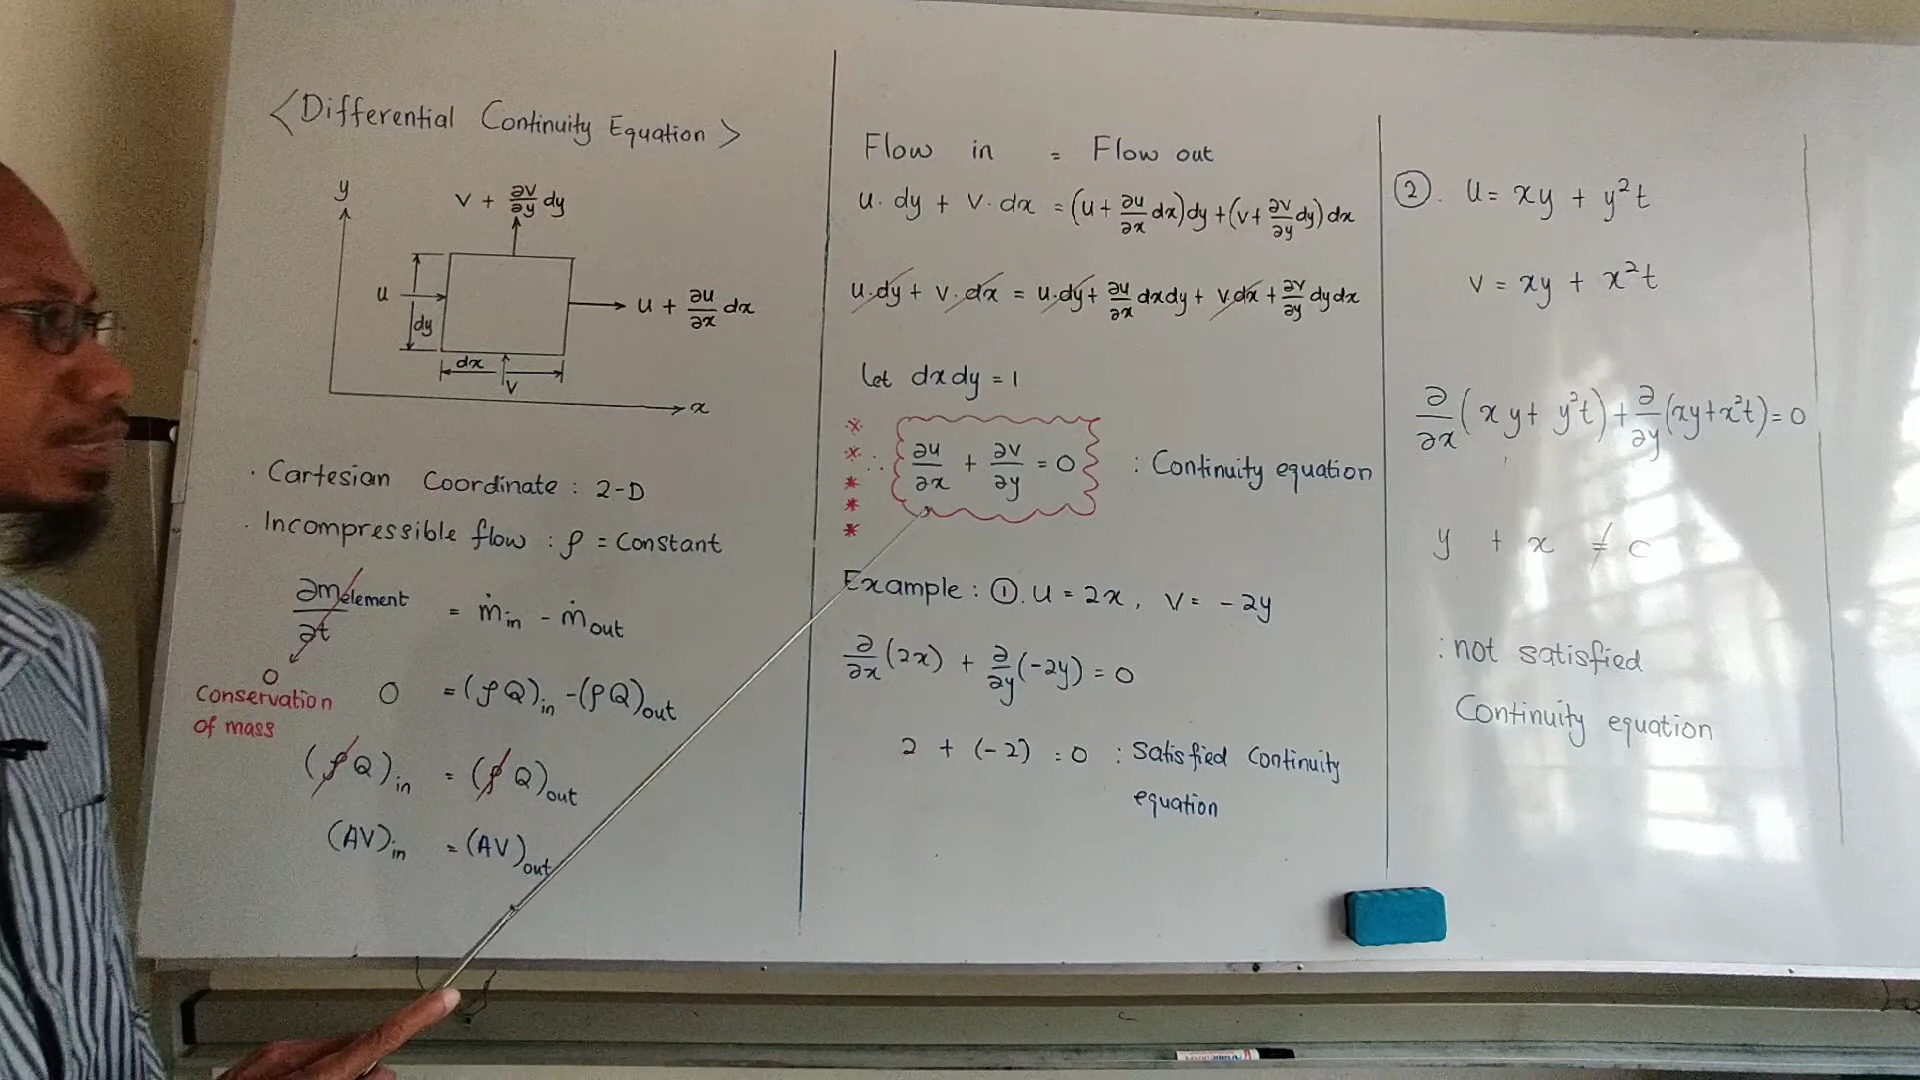 <Differential Continuity Equation>
y
v + ∂v/∂y dy
u
dy
u + ∂u/∂x dx
dx
v
x
· Cartesian Coordinate : 2-D
· Incompressible flow : ρ = Constant
∂m element/∂t = ṁ in - ṁ out
0
Conservation
of mass
0 = (ρQ)in - (ρQ)out
(ρQ)in = (ρQ)out
(AV)in = (AV)out
Flow in = Flow out
u·dy + v·dx = (u + ∂u/∂x dx)dy + (v + ∂v/∂y dy)dx
u·dy + v·dx = u·dy + ∂u/∂x dxdy + v·dx + ∂v/∂y dydx
let dxdy = 1
* * * * *
∴ ∂u/∂x + ∂v/∂y = 0 : Continuity equation
Example : ①. u = 2x, v = -2y
∂/∂x (2x) + ∂/∂y (-2y) = 0
2 + (-2) = 0 : Satisfied Continuity
equation
②. u = xy + y²t
v = xy + x²t
∂/∂x (xy + y²t) + ∂/∂y (xy + x²t) = 0
y + x ≠ c
: not satisfied
Continuity equation